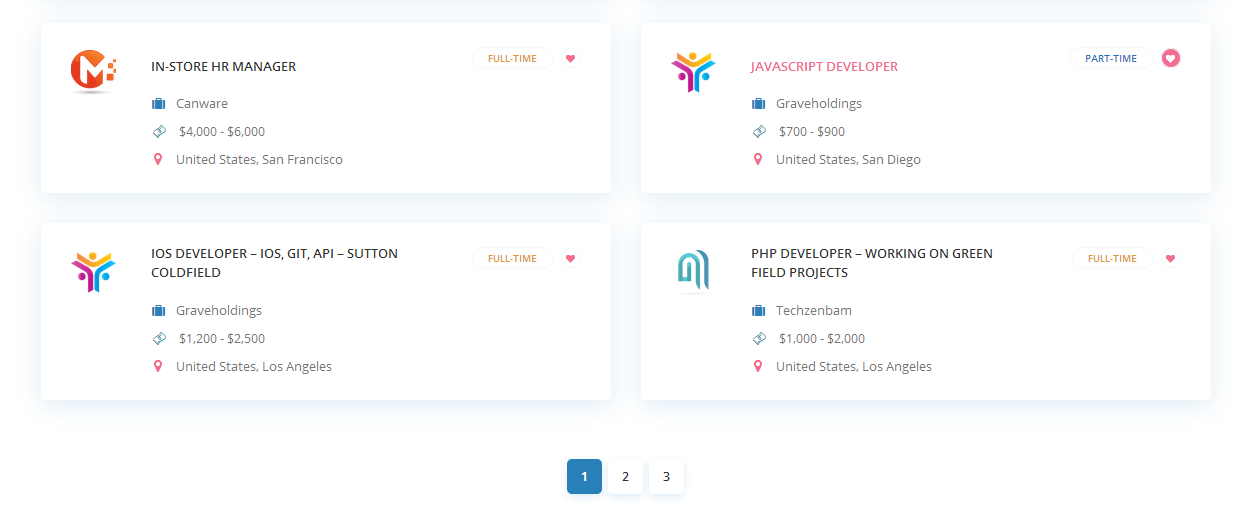 IN-STORE HR MANAGER
FULL-TIME
Canware
$4,000 - $6,000
United States, San Francisco
JAVASCRIPT DEVELOPER
PART-TIME
Graveholdings
$700 - $900
United States, San Diego
IOS DEVELOPER – IOS, GIT, API – SUTTON
COLDFIELD
FULL-TIME
Graveholdings
$1,200 - $2,500
United States, Los Angeles
PHP DEVELOPER – WORKING ON GREEN
FIELD PROJECTS
FULL-TIME
Techzenbam
$1,000 - $2,000
United States, Los Angeles
1 2 3